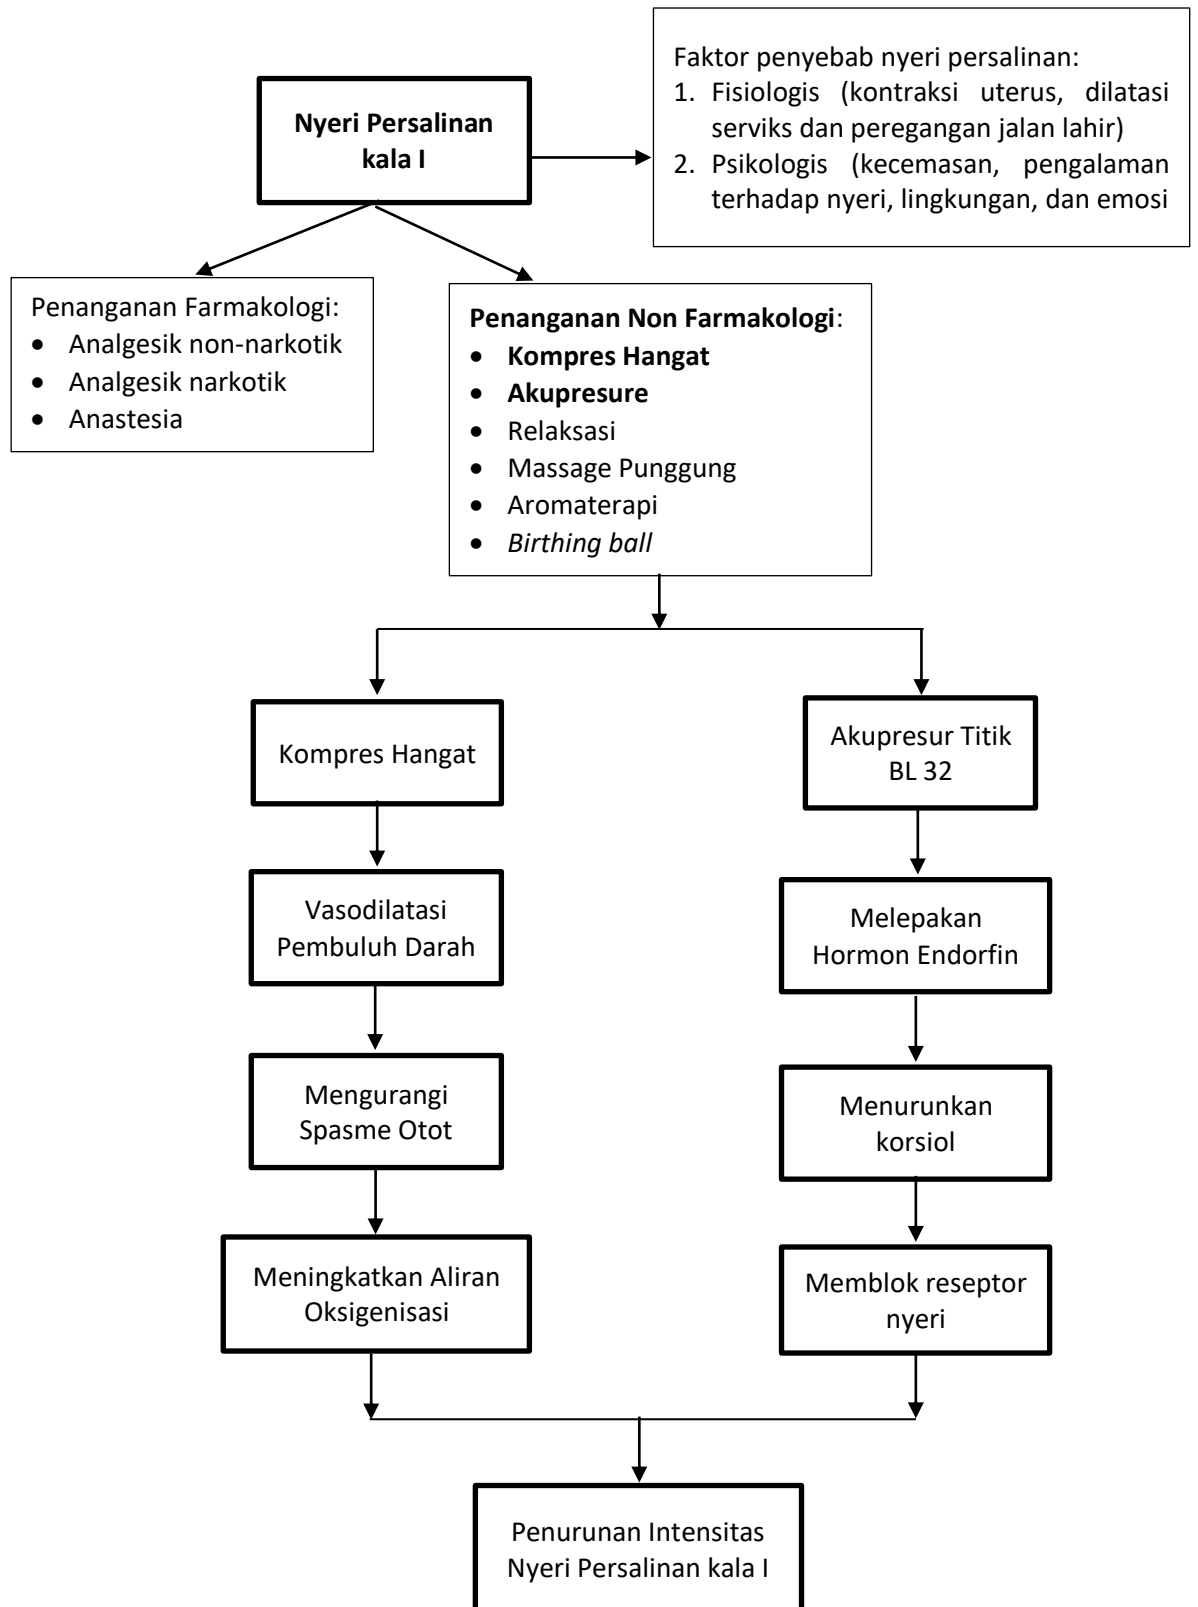 Faktor penyebab nyeri persalinan:
1. Fisiologis (kontraksi uterus, dilatasi
serviks dan peregangan jalan lahir)
2. Psikologis (kecemasan, pengalaman
terhadap nyeri, lingkungan, dan emosi
Nyeri Persalinan
kala I
Penanganan Farmakologi:
• Analgesik non-narkotik
• Analgesik narkotik
• Anastesia
Penanganan Non Farmakologi:
• Kompres Hangat
• Akupresure
• Relaksasi
• Massage Punggung
• Aromaterapi
• Birthing ball
Kompres Hangat
Vasodilatasi
Pembuluh Darah
Mengurangi
Spasme Otot
Meningkatkan Aliran
Oksigenisasi
Akupresur Titik
BL 32
Melepakan
Hormon Endorfin
Menurunkan
korsiol
Memblok reseptor
nyeri
Penurunan Intensitas
Nyeri Persalinan kala I